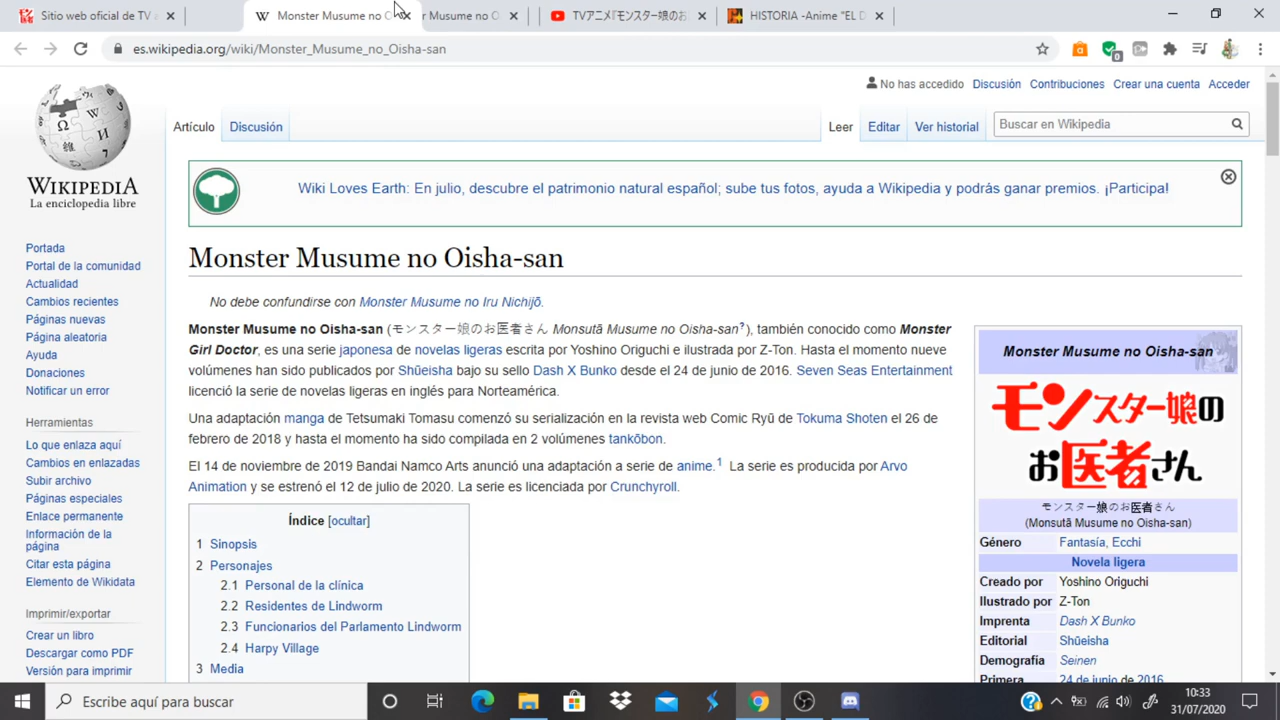 Sitio web oficial de TV a
Monster Musume no O
r Musume no O
TVアニメ『モンスター娘のお
HISTORIA -Anime "EL D
es.wikipedia.org/wiki/Monster_Musume_no_Oisha-san
No has accedido Discusión Contribuciones Crear una cuenta Acceder
Artículo Discusión Leer Editar Ver historial Buscar en Wikipedia
WIKIPEDIA
La enciclopedia libre
Wiki Loves Earth: En julio, descubre el patrimonio natural español; sube tus fotos, ayuda a Wikipedia y podrás ganar premios. ¡Participa!
Portada
Portal de la comunidad
Actualidad
Cambios recientes
Páginas nuevas
Página aleatoria
Ayuda
Donaciones
Notificar un error
Herramientas
Lo que enlaza aquí
Cambios en enlazadas
Subir archivo
Páginas especiales
Enlace permanente
Información de la
página
Citar esta página
Elemento de Wikidata
Imprimir/exportar
Crear un libro
Descargar como PDF
Versión para imprimir
Monster Musume no Oisha-san
No debe confundirse con Monster Musume no Iru Nichijō.
Monster Musume no Oisha-san (モンスター娘のお医者さん Monsutā Musume no Oisha-san?), también conocido como Monster
Girl Doctor, es una serie japonesa de novelas ligeras escrita por Yoshino Origuchi e ilustrada por Z-Ton. Hasta el momento nueve
volúmenes han sido publicados por Shūeisha bajo su sello Dash X Bunko desde el 24 de junio de 2016. Seven Seas Entertainment
licenció la serie de novelas ligeras en inglés para Norteamérica.
Una adaptación manga de Tetsumaki Tomasu comenzó su serialización en la revista web Comic Ryū de Tokuma Shoten el 26 de
febrero de 2018 y hasta el momento ha sido compilada en 2 volúmenes tankōbon.
El 14 de noviembre de 2019 Bandai Namco Arts anunció una adaptación a serie de anime.1 La serie es producida por Arvo
Animation y se estrenó el 12 de julio de 2020. La serie es licenciada por Crunchyroll.
Índice [ocultar]
1 Sinopsis
2 Personajes
2.1 Personal de la clínica
2.2 Residentes de Lindworm
2.3 Funcionarios del Parlamento Lindworm
2.4 Harpy Village
3 Media
Monster Musume no Oisha-san
モンスター娘の
お医者さん
モンスター娘のお医者さん
(Monsutā Musume no Oisha-san)
Género Fantasía, Ecchi
Novela ligera
Creado por Yoshino Origuchi
Ilustrado por Z-Ton
Imprenta Dash X Bunko
Editorial Shūeisha
Demografía Seinen
Primera 24 de junio de 2016
Escribe aquí para buscar
10:33
31/07/2020